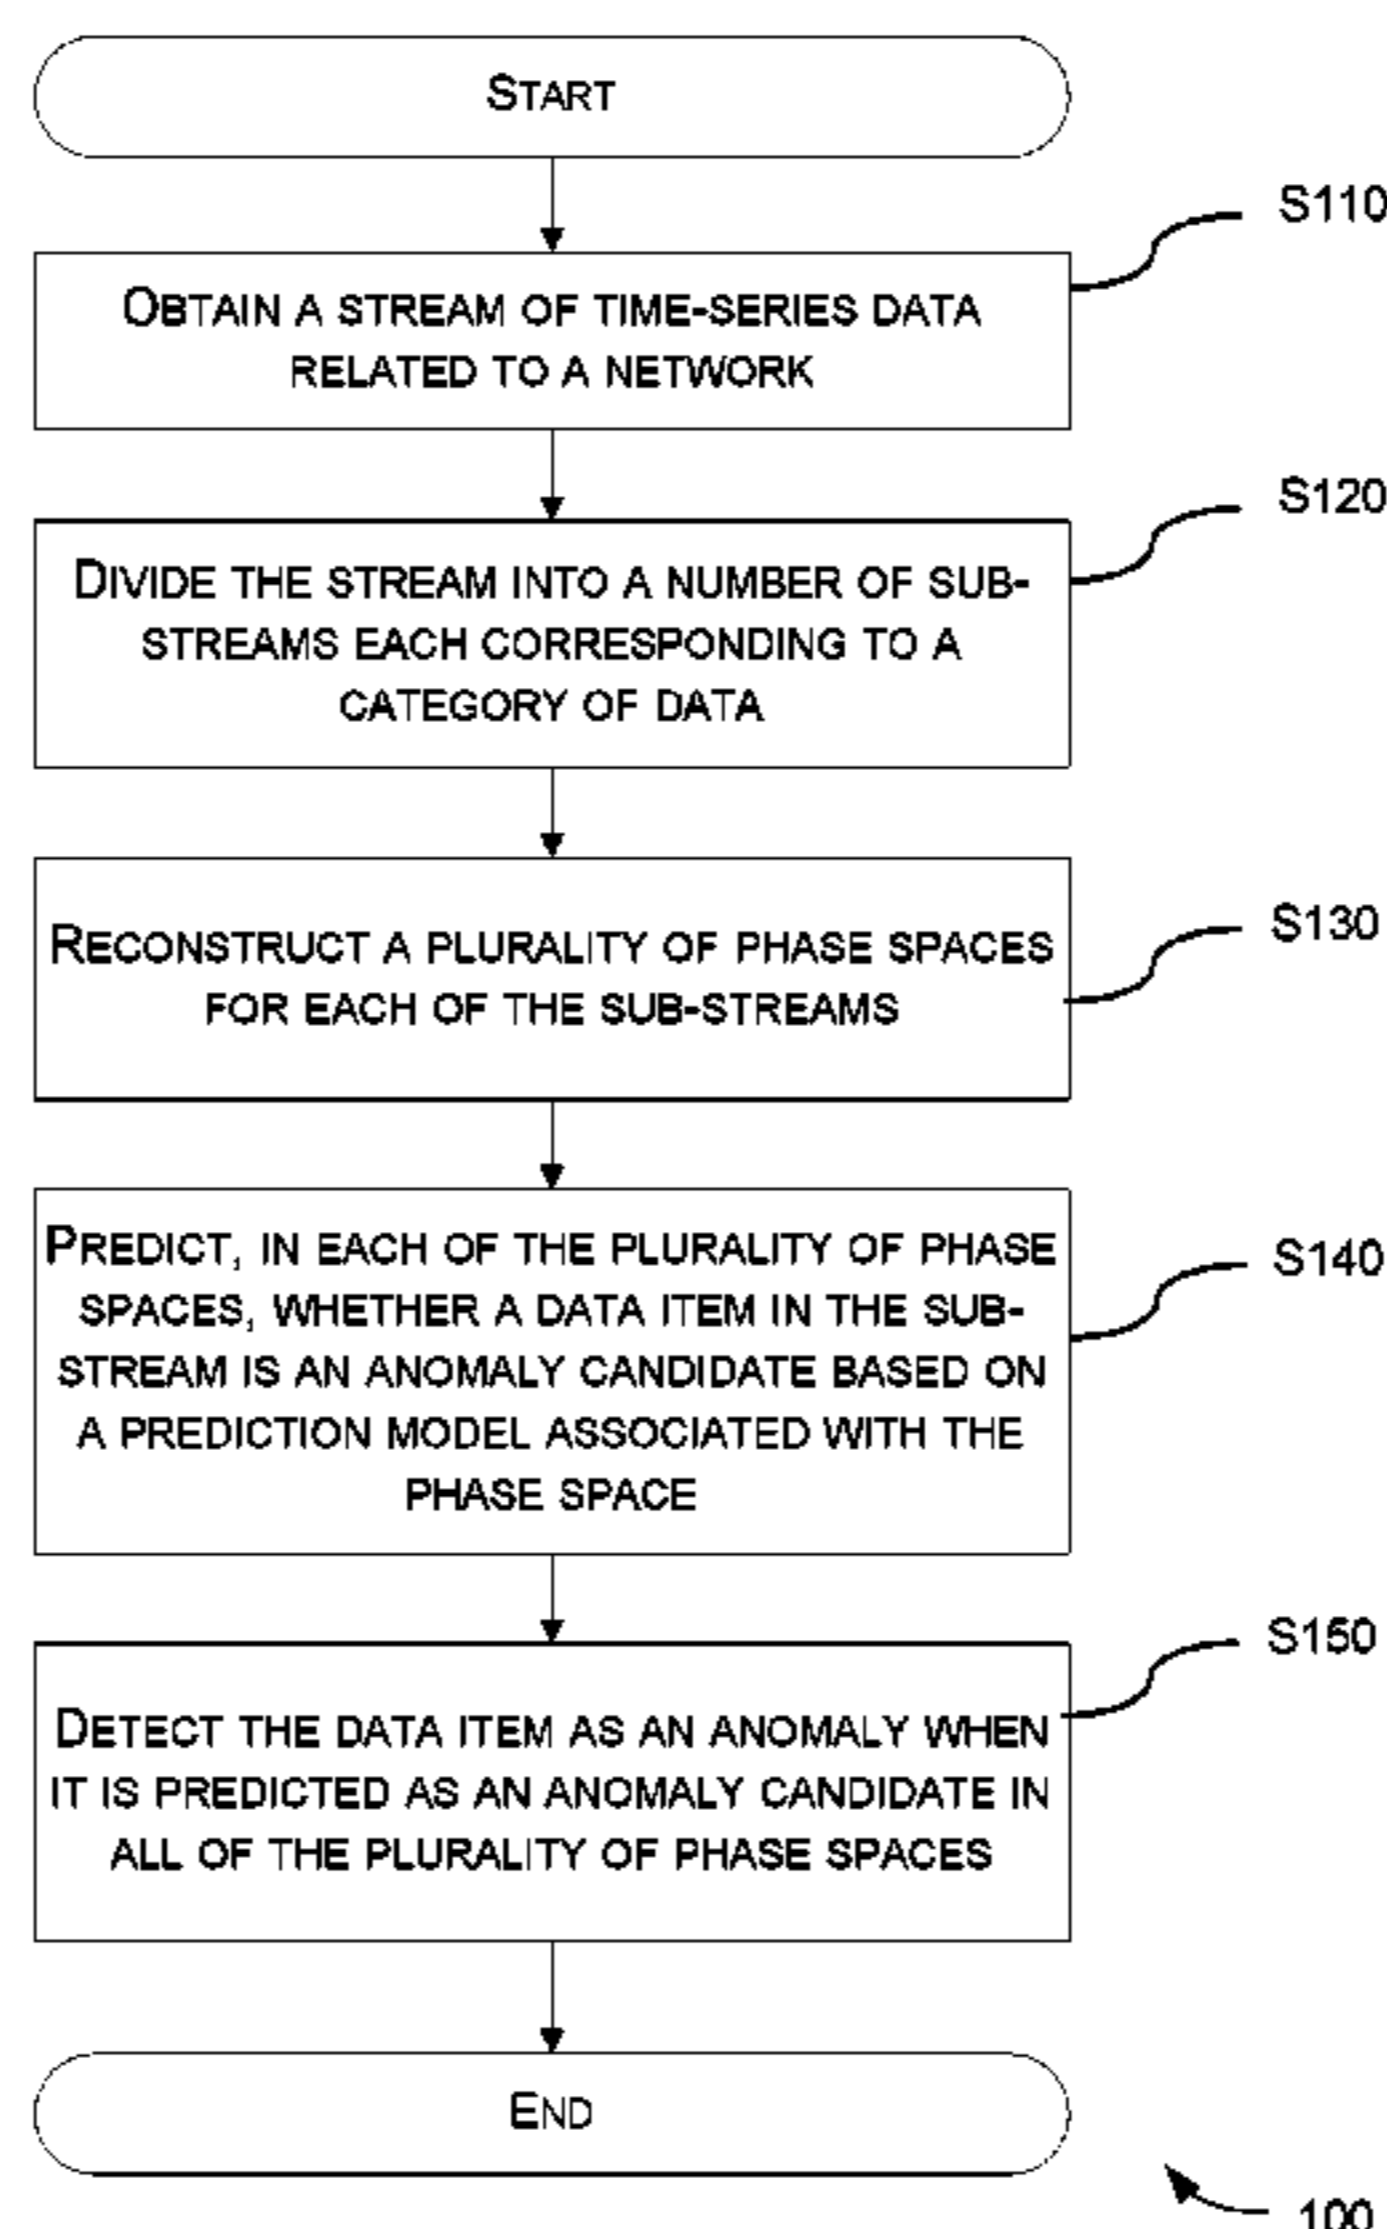 START
S110
OBTAIN A STREAM OF TIME-SERIES DATA
RELATED TO A NETWORK
S120
DIVIDE THE STREAM INTO A NUMBER OF SUB-
STREAMS EACH CORRESPONDING TO A
CATEGORY OF DATA
S130
RECONSTRUCT A PLURALITY OF PHASE SPACES
FOR EACH OF THE SUB-STREAMS
S140
PREDICT, IN EACH OF THE PLURALITY OF PHASE
SPACES, WHETHER A DATA ITEM IN THE SUB-
STREAM IS AN ANOMALY CANDIDATE BASED ON
A PREDICTION MODEL ASSOCIATED WITH THE
PHASE SPACE
S150
DETECT THE DATA ITEM AS AN ANOMALY WHEN
IT IS PREDICTED AS AN ANOMALY CANDIDATE IN
ALL OF THE PLURALITY OF PHASE SPACES
END
100